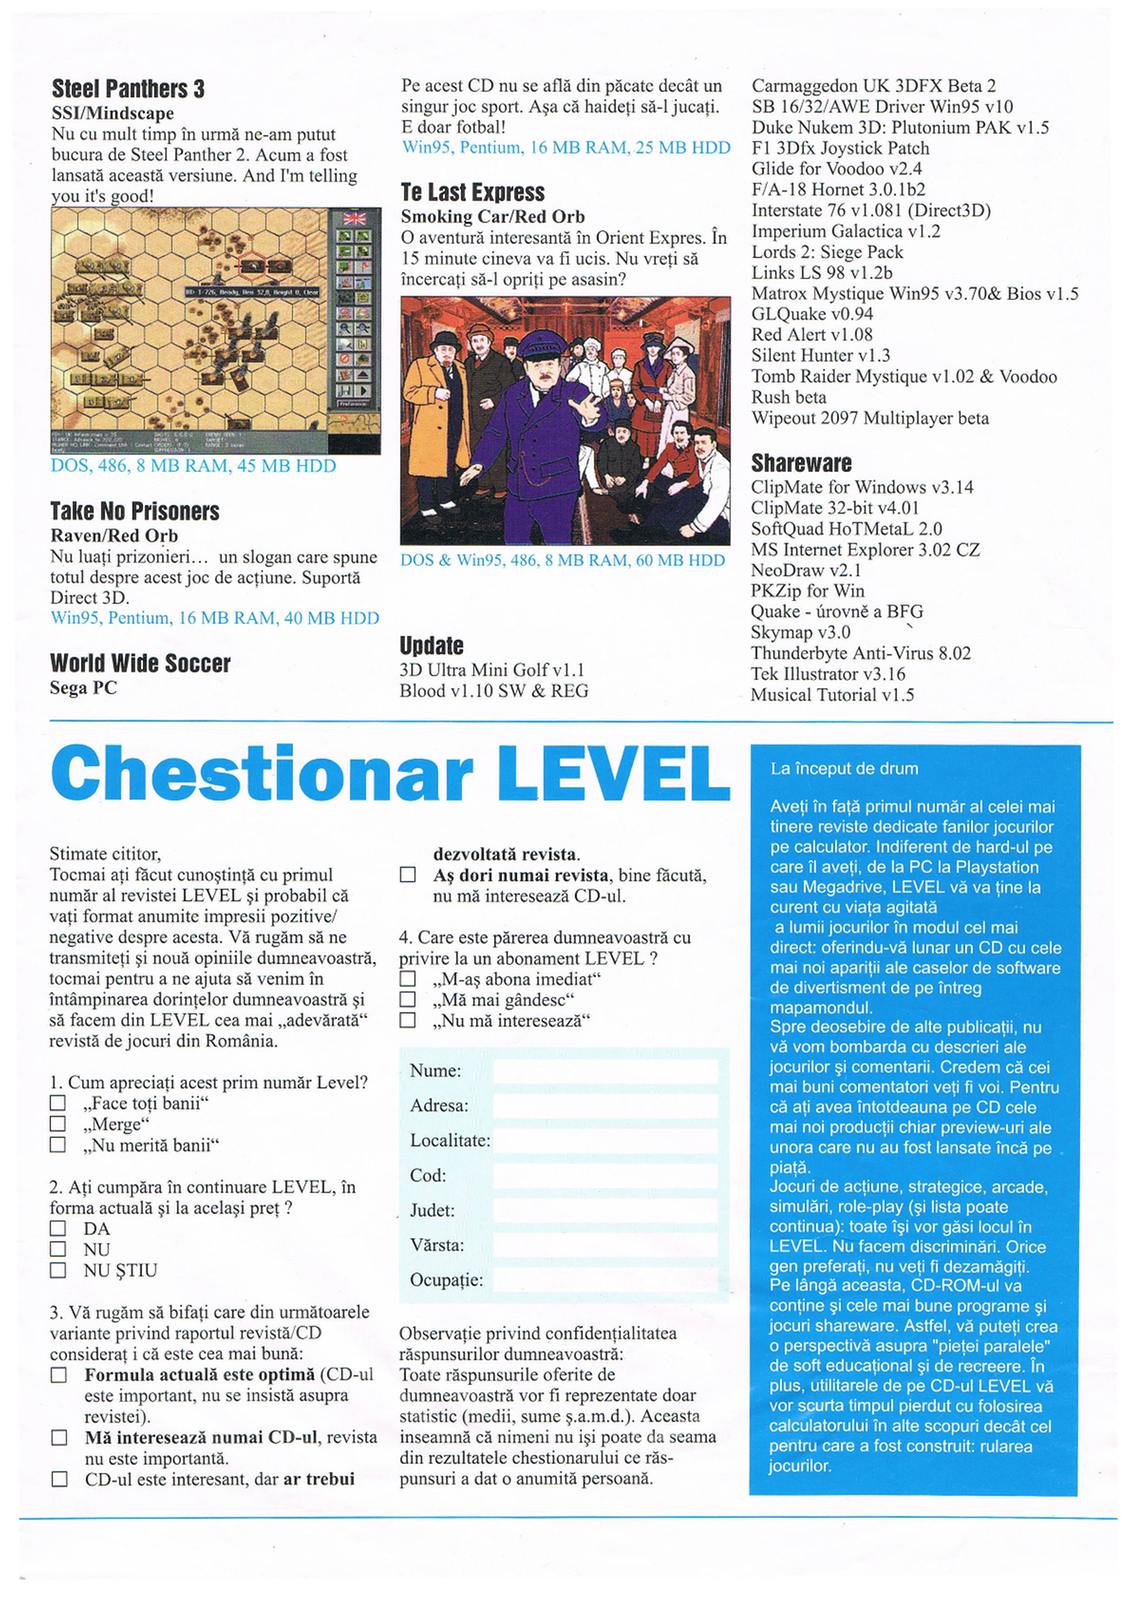 Steel Panthers 3
SSI/Mindscape
Nu cu mult timp în urmă ne-am putut
bucura de Steel Panther 2. Acum a fost
lansată această versiune. And I'm telling
you it's good!
DOS, 486, 8 MB RAM, 45 MB HDD
Take No Prisoners
Raven/Red Orb
Nu luați prizonieri... un slogan care spune
totul despre acest joc de acțiune. Suportă
Direct 3D.
Win95, Pentium, 16 MB RAM, 40 MB HDD
World Wide Soccer
Sega PC
Pe acest CD nu se află din păcate decât un
singur joc sport. Așa că haideți să-l jucați.
E doar fotbal!
Win95, Pentium, 16 MB RAM, 25 MB HDD
Te Last Express
Smoking Car/Red Orb
O aventură interesantă în Orient Expres. În
15 minute cineva va fi ucis. Nu vreți să
încercați să-l opriți pe asasin?
DOS & Win95, 486, 8 MB RAM, 60 MB HDD
Update
3D Ultra Mini Golf v1.1
Blood v1.10 SW & REG
Carmaggedon UK 3DFX Beta 2
SB 16/32/AWE Driver Win95 v10
Duke Nukem 3D: Plutonium PAK v1.5
F1 3Dfx Joystick Patch
Glide for Voodoo v2.4
F/A-18 Hornet 3.0.1b2
Interstate 76 v1.081 (Direct3D)
Imperium Galactica v1.2
Lords 2: Siege Pack
Links LS 98 v1.2b
Matrox Mystique Win95 v3.70& Bios v1.5
GLQuake v0.94
Red Alert v1.08
Silent Hunter v1.3
Tomb Raider Mystique v1.02 & Voodoo
Rush beta
Wipeout 2097 Multiplayer beta
Shareware
ClipMate for Windows v3.14
ClipMate 32-bit v4.01
SoftQuad HoTMetaL 2.0
MS Internet Explorer 3.02 CZ
NeoDraw v2.1
PKZip for Win
Quake - úrovně a BFG
Skymap v3.0
Thunderbyte Anti-Virus 8.02
Tek Illustrator v3.16
Musical Tutorial v1.5
Chestionar LEVEL
Stimate cititor,
Tocmai ați făcut cunoștință cu primul
număr al revistei LEVEL și probabil că
vați format anumite impresii pozitive/
negative despre acesta. Vă rugăm să ne
transmiteți și nouă opiniile dumneavoastră,
tocmai pentru a ne ajuta să venim în
întâmpinarea dorințelor dumneavoastră și
să facem din LEVEL cea mai „adevărată“
revistă de jocuri din România.
1. Cum apreciați acest prim număr Level?
„Face toți banii“
„Merge“
„Nu merită banii“
2. Ați cumpăra în continuare LEVEL, în
forma actuală și la același preț ?
DA
NU
NU ȘTIU
3. Vă rugăm să bifați care din următoarele
variante privind raportul revistă/CD
considerat i că este cea mai bună:
Formula actuală este optimă (CD-ul
este important, nu se insistă asupra
revistei).
Mă interesează numai CD-ul, revista
nu este importantă.
CD-ul este interesant, dar ar trebui
dezvoltată revista.
Aș dori numai revista, bine făcută,
nu mă interesează CD-ul.
4. Care este părerea dumneavoastră cu
privire la un abonament LEVEL ?
„M-aș abona imediat“
„Mă mai gândesc“
„Nu mă interesează“
Nume:
Adresa:
Localitate:
Cod:
Judet:
Vărsta:
Ocupație:
Observație privind confidențialitatea
răspunsurilor dumneavoastră:
Toate răspunsurile oferite de
dumneavoastră vor fi reprezentate doar
statistic (medii, sume ș.a.m.d.). Aceasta
inseamnă că nimeni nu iși poate da seama
din rezultatele chestionarului ce răs-
punsuri a dat o anumită persoană.
La început de drum
Aveți în față primul număr al celei mai
tinere reviste dedicate fanilor jocurilor
pe calculator. Indiferent de hard-ul pe
care îl aveți, de la PC la Playstation
sau Megadrive, LEVEL vă va ține la
curent cu viața agitată
a lumii jocurilor în modul cel mai
direct: oferindu-vă lunar un CD cu cele
mai noi apariții ale caselor de software
de divertisment de pe întreg
mapamondul.
Spre deosebire de alte publicații, nu
vă vom bombarda cu descrieri ale
jocurilor și comentarii. Credem că cei
mai buni comentatori veți fi voi. Pentru
că ați avea întotdeauna pe CD cele
mai noi producții chiar preview-uri ale
unora care nu au fost lansate încă pe
piață.
Jocuri de acțiune, strategice, arcade,
simulări, role-play (și lista poate
continua): toate își vor găsi locul în
LEVEL. Nu facem discriminări. Orice
gen preferați, nu veți fi dezamăgiți.
Pe lângă aceasta, CD-ROM-ul va
conține și cele mai bune programe și
jocuri shareware. Astfel, vă puteți crea
o perspectivă asupra "pieței paralele"
de soft educațional și de recreere. În
plus, utilitarele de pe CD-ul LEVEL vă
vor scurta timpul pierdut cu folosirea
calculatorului în alte scopuri decât cel
pentru care a fost construit: rularea
jocurilor.